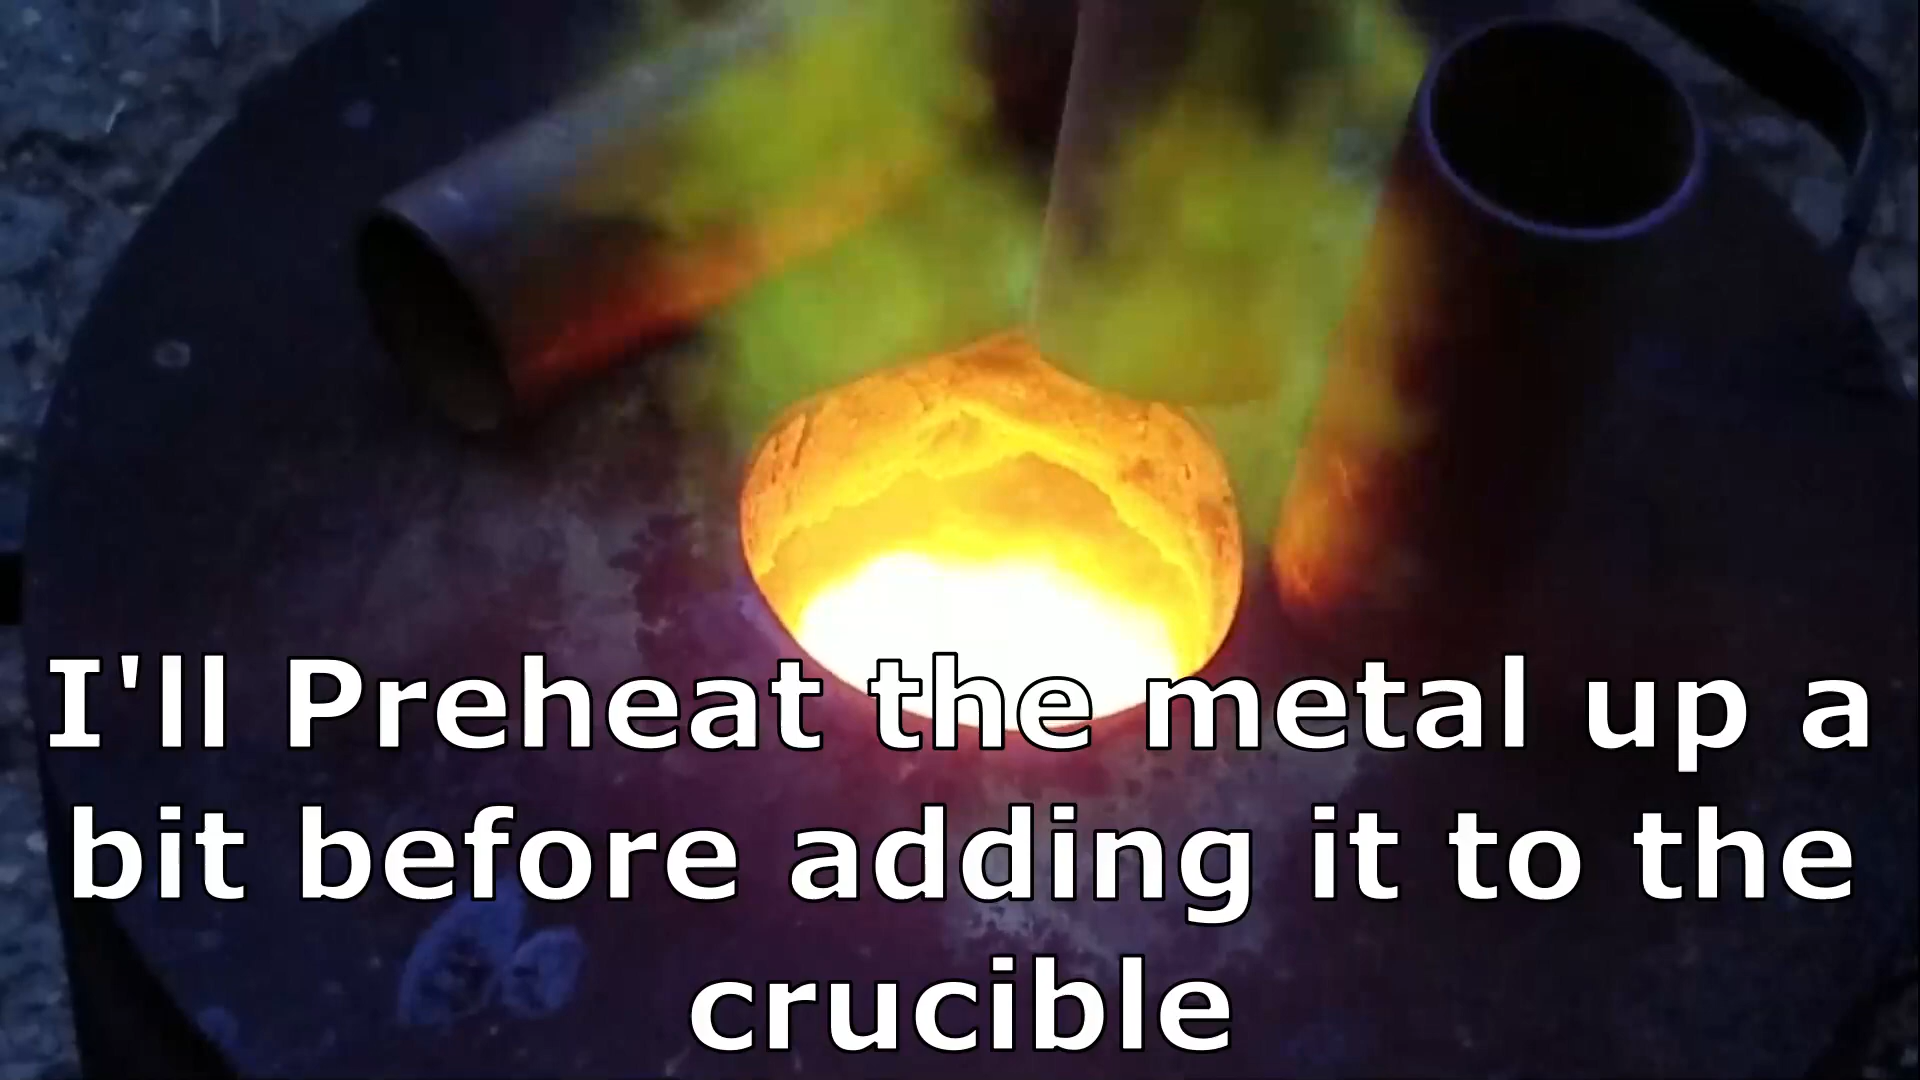 I'll Preheat the metal up a
bit before adding it to the
crucible